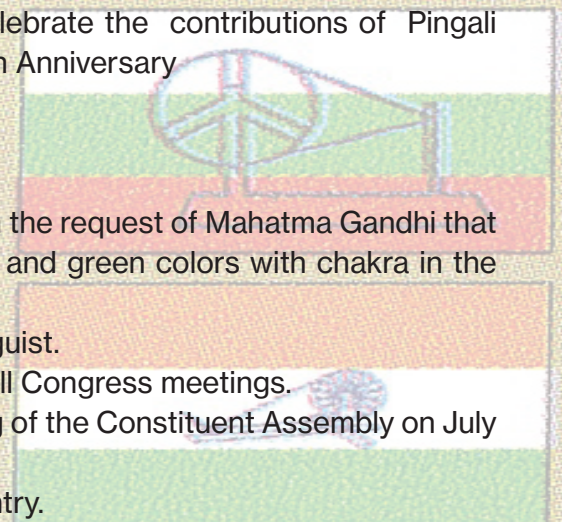 lebrate the contributions of Pingali
Anniversary
the request of Mahatma Gandhi that
and green colors with chakra in the
guist.
ll Congress meetings.
of the Constituent Assembly on July
ntry.